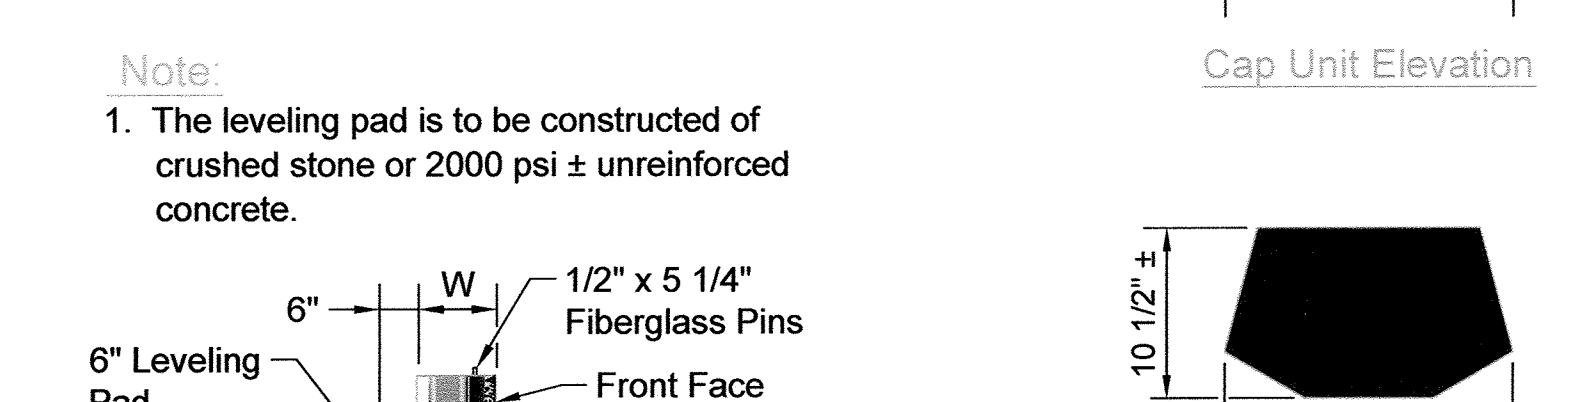 Note:
1. The leveling pad is to be constructed of
crushed stone or 2000 psi ± unreinforced
concrete.
6"
W
1/2" x 5 1/4"
Fiberglass Pins
6" Leveling
Pad
Front Face
Cap Unit Elevation
10 1/2" ±